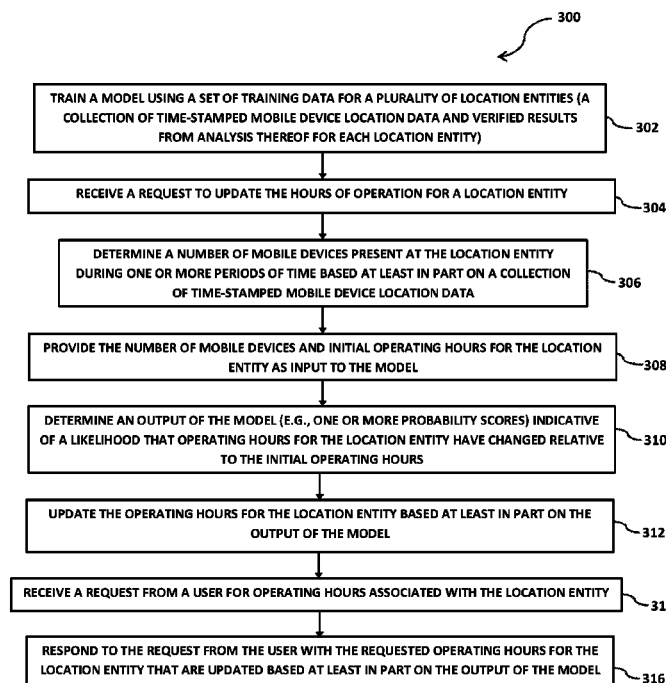 300
TRAIN A MODEL USING A SET OF TRAINING DATA FOR A PLURALITY OF LOCATION ENTITIES (A
COLLECTION OF TIME-STAMPED MOBILE DEVICE LOCATION DATA AND VERIFIED RESULTS
FROM ANALYSIS THEREOF FOR EACH LOCATION ENTITY)
302
RECEIVE A REQUEST TO UPDATE THE HOURS OF OPERATION FOR A LOCATION ENTITY
304
DETERMINE A NUMBER OF MOBILE DEVICES PRESENT AT THE LOCATION ENTITY
DURING ONE OR MORE PERIODS OF TIME BASED AT LEAST IN PART ON A COLLECTION
OF TIME-STAMPED MOBILE DEVICE LOCATION DATA
306
PROVIDE THE NUMBER OF MOBILE DEVICES AND INITIAL OPERATING HOURS FOR THE LOCATION
ENTITY AS INPUT TO THE MODEL
308
DETERMINE AN OUTPUT OF THE MODEL (E.G., ONE OR MORE PROBABILITY SCORES) INDICATIVE
OF A LIKELIHOOD THAT OPERATING HOURS FOR THE LOCATION ENTITY HAVE CHANGED RELATIVE
TO THE INITIAL OPERATING HOURS
310
UPDATE THE OPERATING HOURS FOR THE LOCATION ENTITY BASED AT LEAST IN PART ON THE
OUTPUT OF THE MODEL
312
RECEIVE A REQUEST FROM A USER FOR OPERATING HOURS ASSOCIATED WITH THE LOCATION ENTITY
31
RESPOND TO THE REQUEST FROM THE USER WITH THE REQUESTED OPERATING HOURS FOR THE
LOCATION ENTITY THAT ARE UPDATED BASED AT LEAST IN PART ON THE OUTPUT OF THE MODEL
316